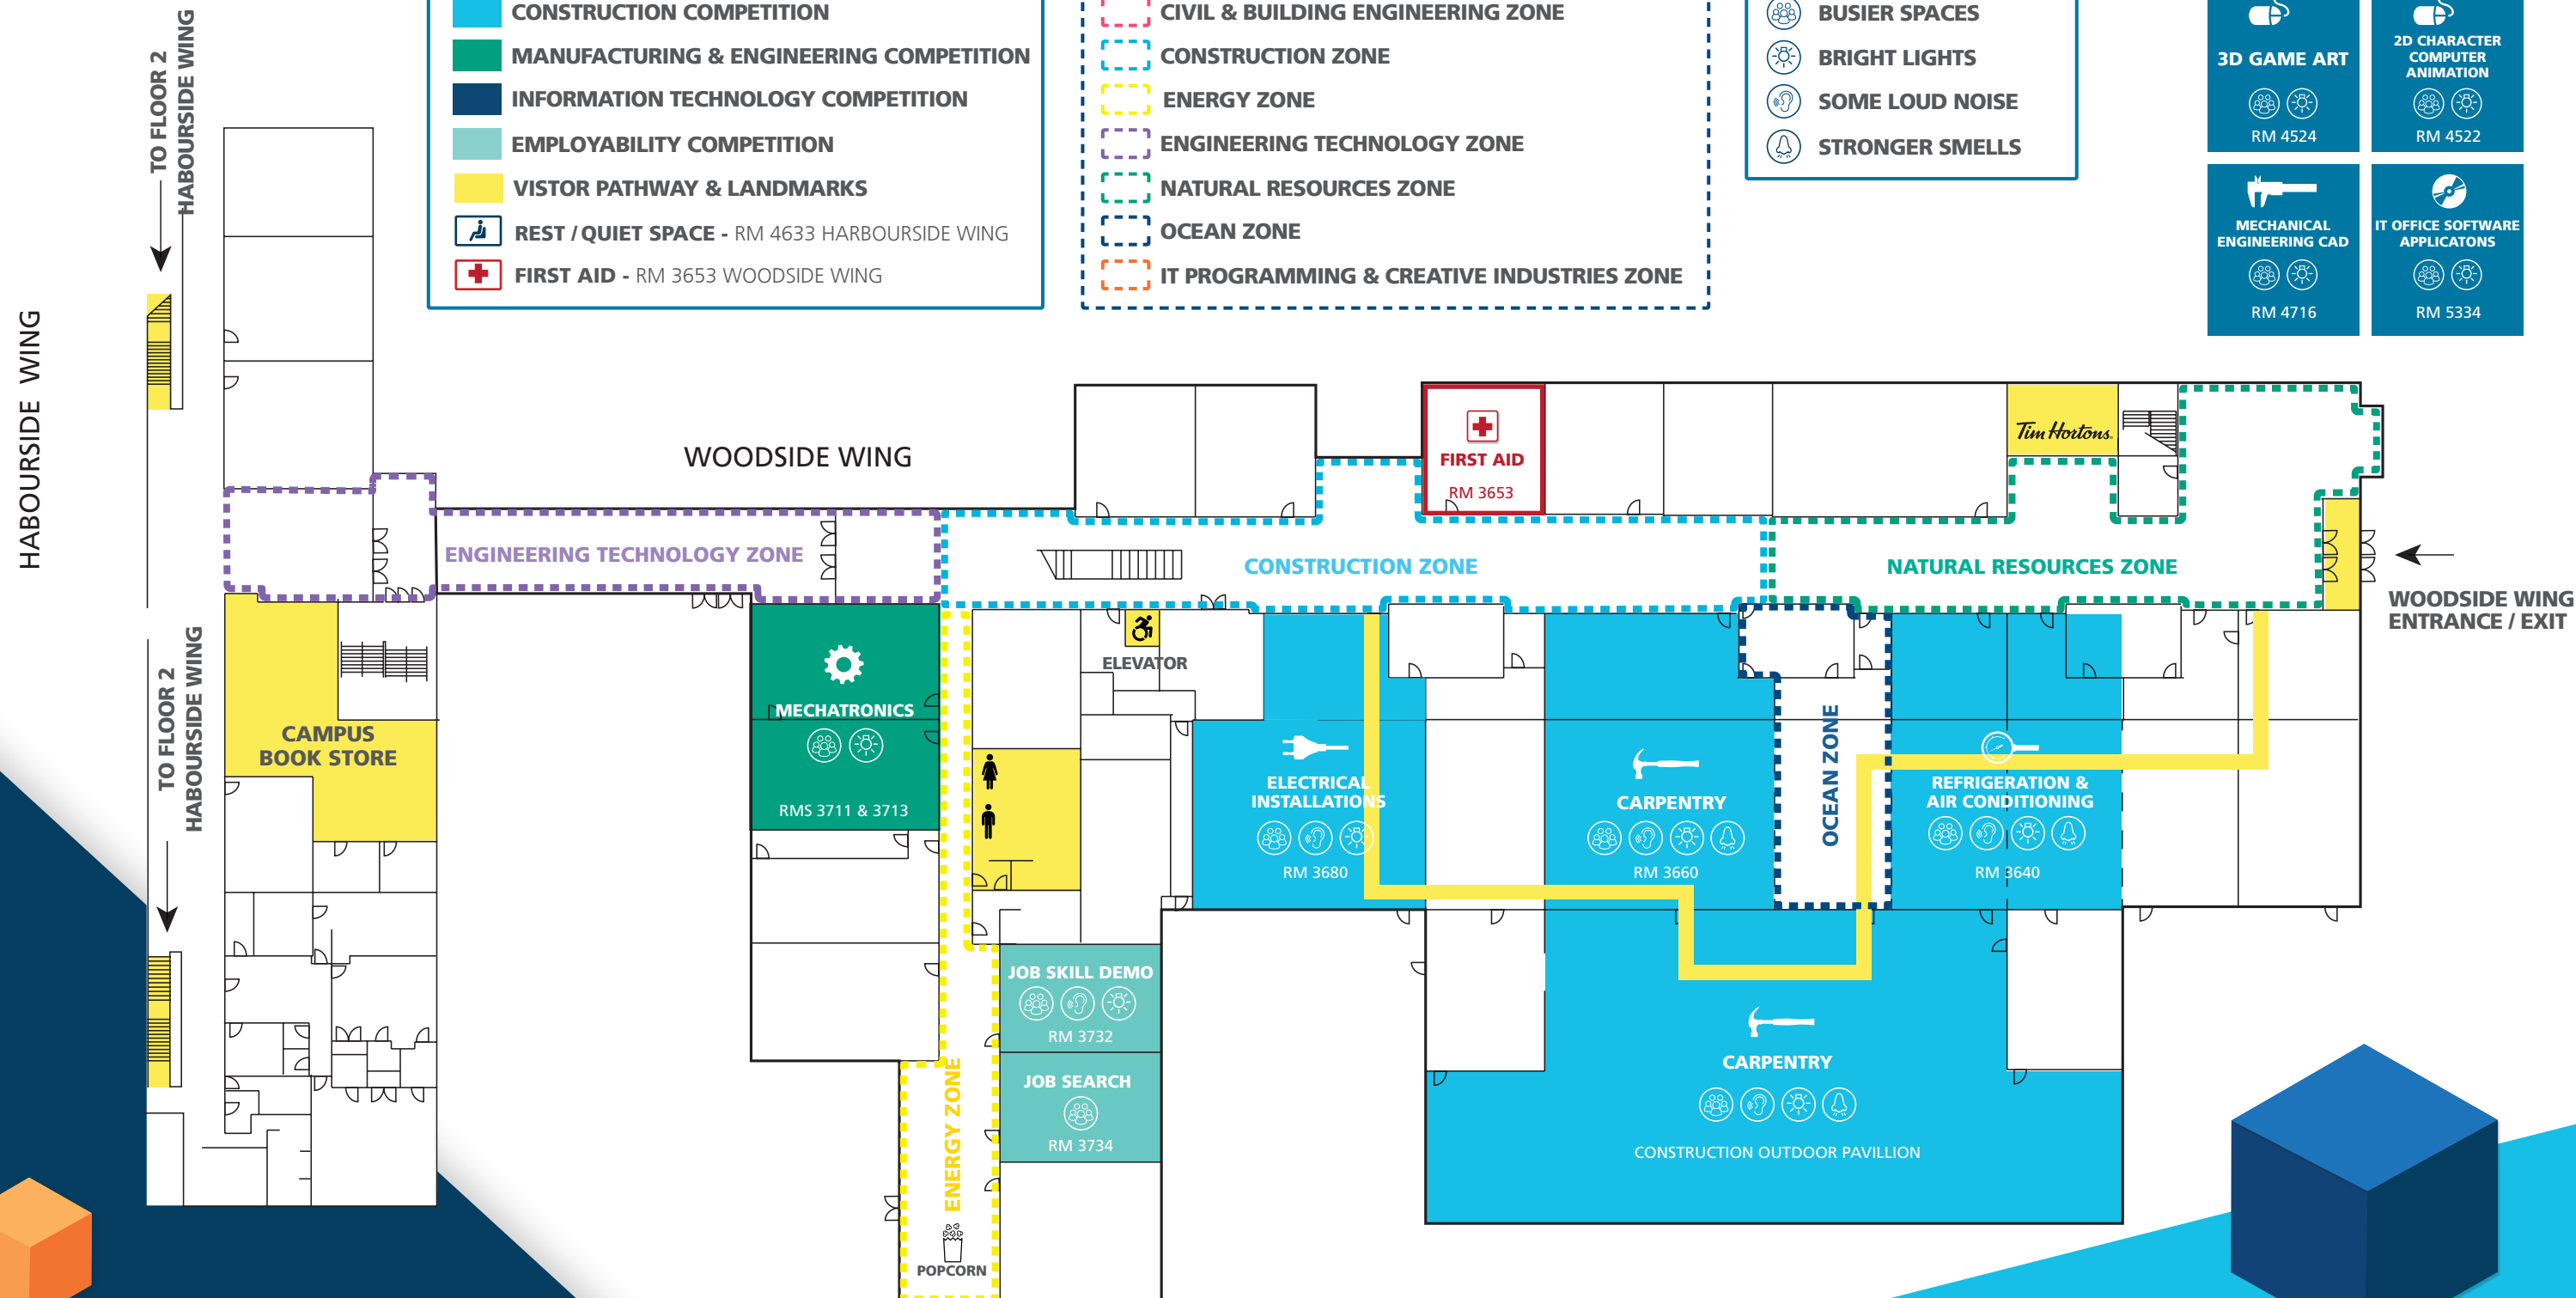 CONSTRUCTION COMPETITION
MANUFACTURING & ENGINEERING COMPETITION
INFORMATION TECHNOLOGY COMPETITION
EMPLOYABILITY COMPETITION
VISTOR PATHWAY & LANDMARKS
REST / QUIET SPACE - RM 4633 HARBOURSIDE WING
FIRST AID - RM 3653 WOODSIDE WING
CIVIL & BUILDING ENGINEERING ZONE
CONSTRUCTION ZONE
ENERGY ZONE
ENGINEERING TECHNOLOGY ZONE
NATURAL RESOURCES ZONE
OCEAN ZONE
IT PROGRAMMING & CREATIVE INDUSTRIES ZONE
BUSIER SPACES
BRIGHT LIGHTS
SOME LOUD NOISE
STRONGER SMELLS
3D GAME ART
RM 4524
2D CHARACTER
COMPUTER
ANIMATION
RM 4522
MECHANICAL
ENGINEERING CAD
RM 4716
IT OFFICE SOFTWARE
APPLICATONS
RM 5334
TO FLOOR 2
HABOURSIDE WING
HABOURSIDE WING
TO FLOOR 2
HABOURSIDE WING
WOODSIDE WING
FIRST AID
RM 3653
Tim Hortons.
ENGINEERING TECHNOLOGY ZONE
CONSTRUCTION ZONE
NATURAL RESOURCES ZONE
WOODSIDE WING
ENTRANCE / EXIT
CAMPUS
BOOK STORE
MECHATRONICS
RMS 3711 & 3713
ELEVATOR
ELECTRICAL
INSTALLATIONS
RM 3680
CARPENTRY
RM 3660
OCEAN ZONE
REFRIGERATION &
AIR CONDITIONING
RM 3640
JOB SKILL DEMO
RM 3732
JOB SEARCH
RM 3734
ENERGY ZONE
POPCORN
CARPENTRY
CONSTRUCTION OUTDOOR PAVILLION